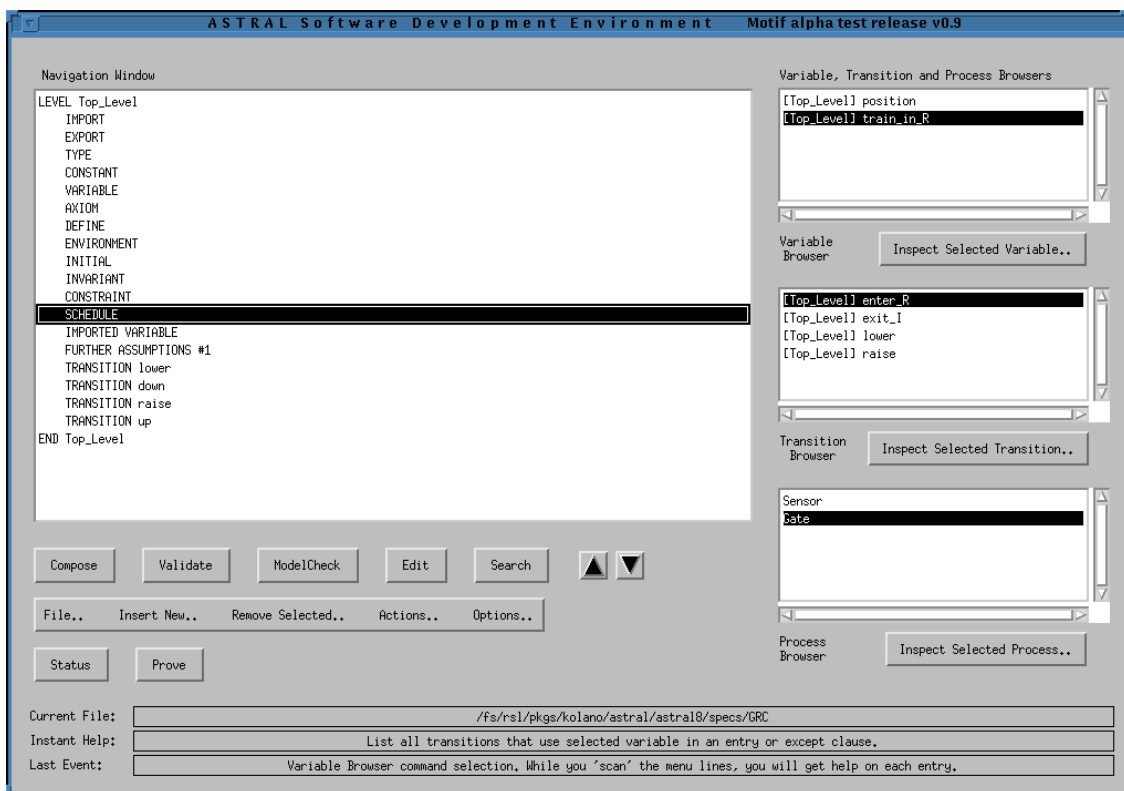 ASTRAL Software Development Environment Motif alpha test release v0.9
Navigation Window
LEVEL Top_Level
IMPORT
EXPORT
TYPE
CONSTANT
VARIABLE
AXIOM
DEFINE
ENVIRONMENT
INITIAL
INVARIANT
CONSTRAINT
SCHEDULE
IMPORTED VARIABLE
FURTHER ASSUMPTIONS #1
TRANSITION lower
TRANSITION down
TRANSITION raise
TRANSITION up
END Top_Level
Variable, Transition and Process Browsers
[Top_Level] position
[Top_Level] train_in_R
Variable
Browser
Inspect Selected Variable..
[Top_Level] enter_R
[Top_Level] exit_I
[Top_Level] lower
[Top_Level] raise
Transition
Browser
Inspect Selected Transition..
Sensor
Gate
Process
Browser
Inspect Selected Process..
Compose Validate ModelCheck Edit Search
File.. Insert New.. Remove Selected.. Actions.. Options..
Status Prove
Current File: /fs/rsl/pkgs/kolano/astral/astral8/specs/GRC
Instant Help: List all transitions that use selected variable in an entry or except clause.
Last Event: Variable Browser command selection. While you 'scan' the menu lines, you will get help on each entry.